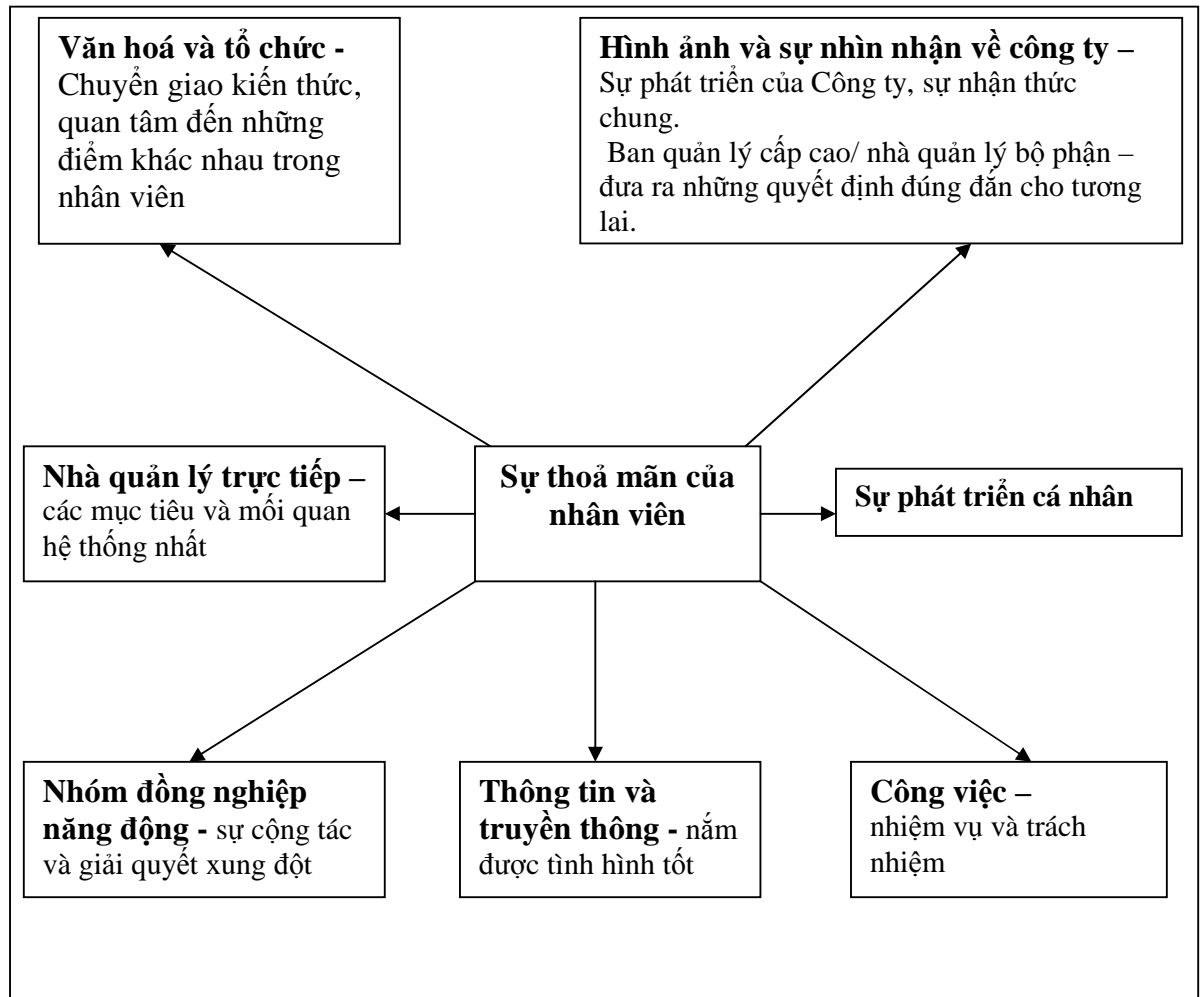 Văn hoá và tổ chức -
Chuyển giao kiến thức,
quan tâm đến những
điểm khác nhau trong
nhân viên
Hình ảnh và sự nhìn nhận về công ty –
Sự phát triển của Công ty, sự nhận thức
chung.
Ban quản lý cấp cao/ nhà quản lý bộ phận –
đưa ra những quyết định đúng đắn cho tương
lai.
Nhà quản lý trực tiếp –
các mục tiêu và mối quan
hệ thống nhất
Sự thoả mãn của
nhân viên
Sự phát triển cá nhân
Nhóm đồng nghiệp
năng động - sự cộng tác
và giải quyết xung đột
Thông tin và
truyền thông - nắm
được tình hình tốt
Công việc –
nhiệm vụ và trách
nhiệm